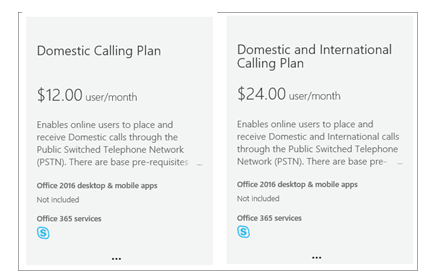 Domestic Calling Plan
$12.00 user/month
Enables online users to place and
receive Domestic calls through the
Public Switched Telephone Network
(PSTN). There are base pre-requisites ...
Office 2016 desktop & mobile apps
Not included
Office 365 services
S
...
Domestic and International
Calling Plan
$24.00 user/month
Enables online users to place and
receive Domestic and International calls
through the Public Switched Telephone
Network (PSTN). There are base pre- ...
Office 2016 desktop & mobile apps
Not included
Office 365 services
S
...